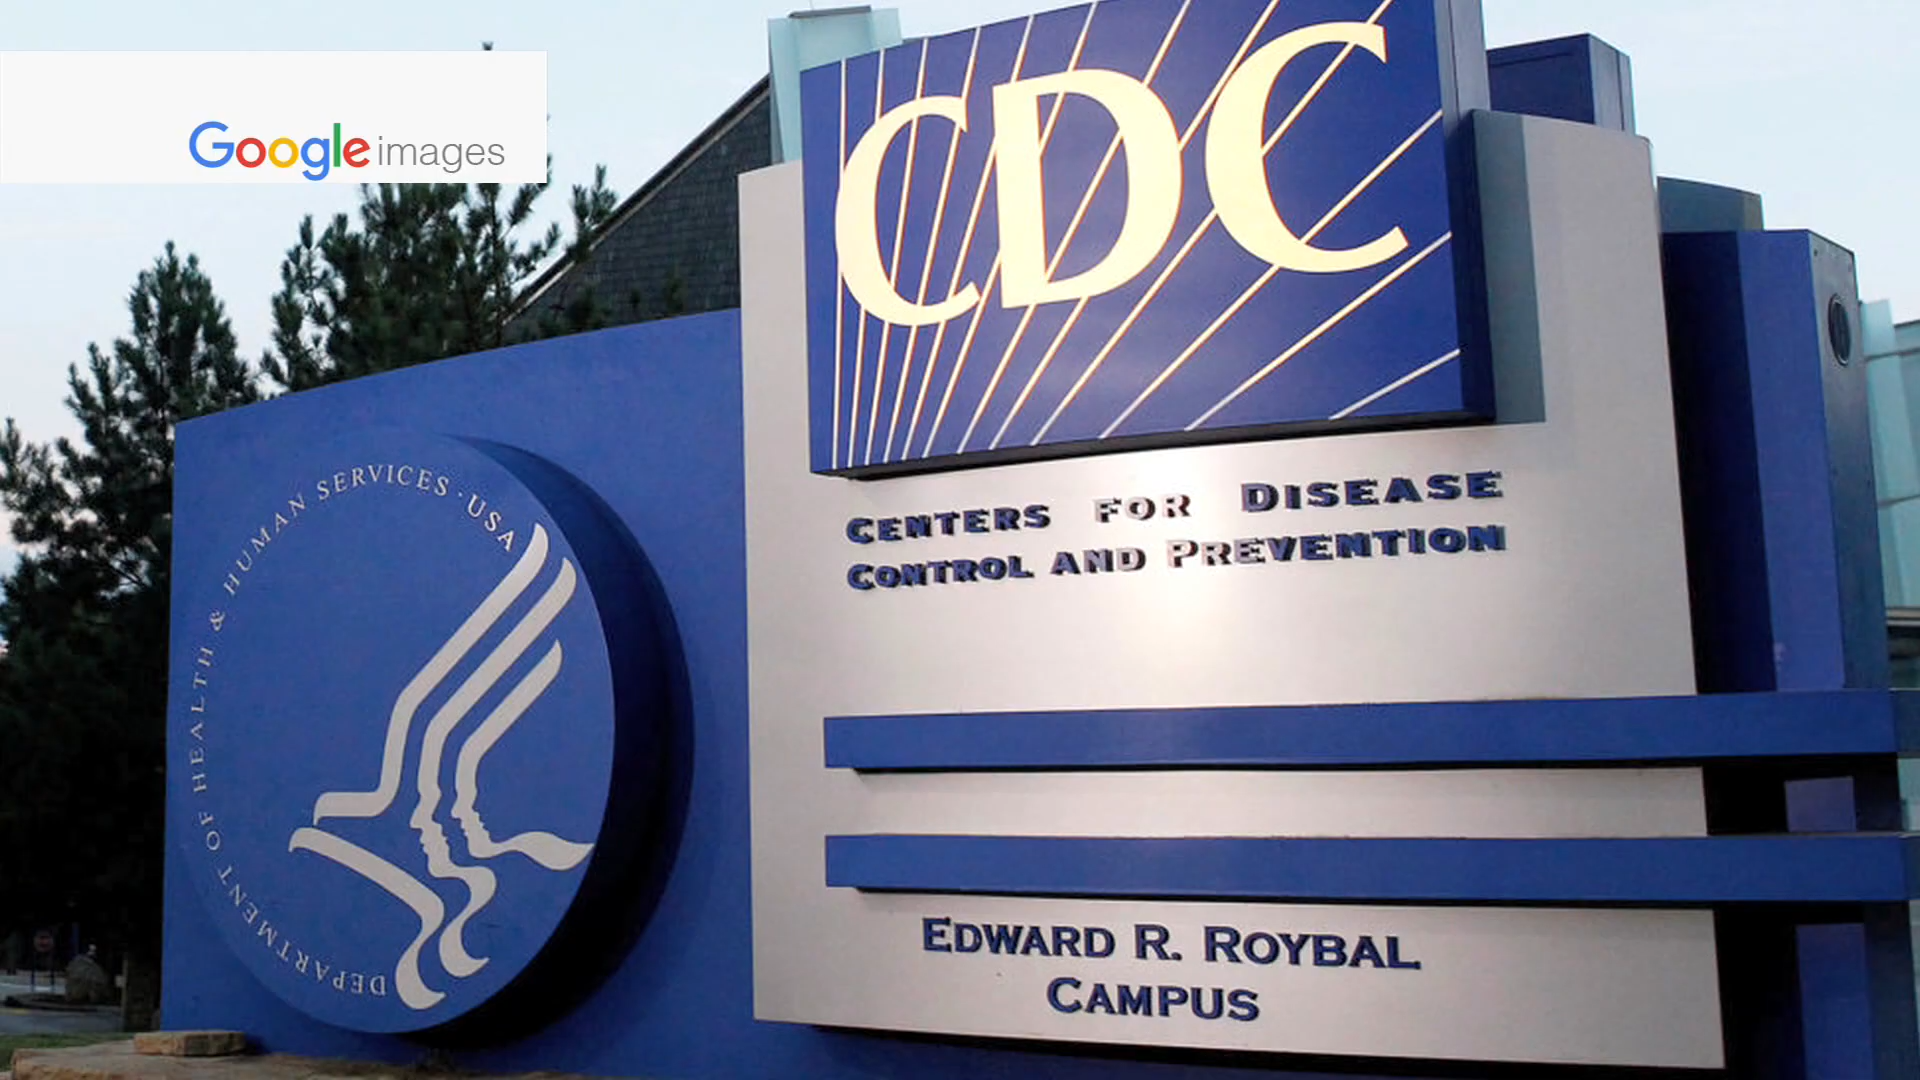 Google images
CDC
CENTERS FOR DISEASE
CONTROL AND PREVENTION
DEPARTMENT OF HEALTH & HUMAN SERVICES · USA
EDWARD R. ROYBAL
CAMPUS